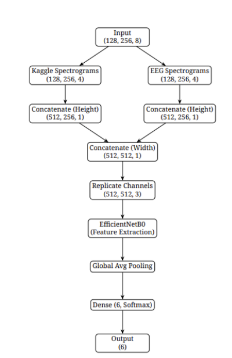 Input
(128, 256, 8)
Kaggle Spectrograms
(128, 256, 4)
EEG Spectrograms
(128, 256, 4)
Concatenate (Height)
(512, 256, 1)
Concatenate (Height)
(512, 256, 1)
Concatenate (Width)
(512, 512, 1)
Replicate Channels
(512, 512, 3)
EfficientNetB0
(Feature Extraction)
Global Avg Pooling
Dense (6, Softmax)
Output
(6)